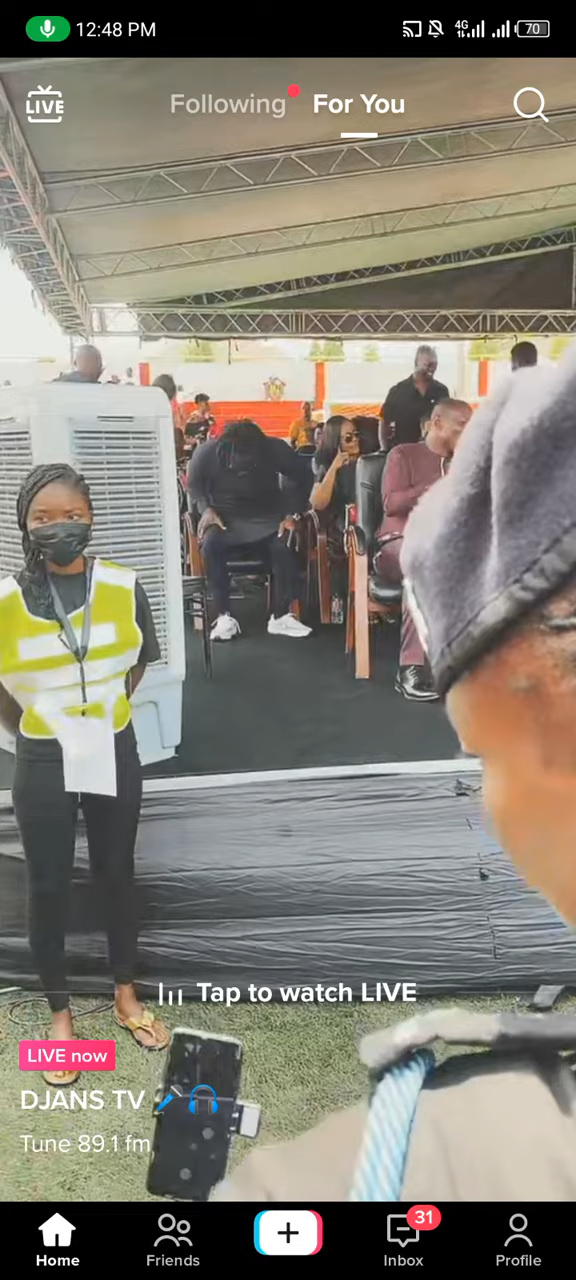 12:48 PM
4G
70
LIVE
Following
For You
Tap to watch LIVE
LIVE now
DJANS TV 🎤🎧
Tune 89.1 fm
Home
Friends
31
Inbox
Profile